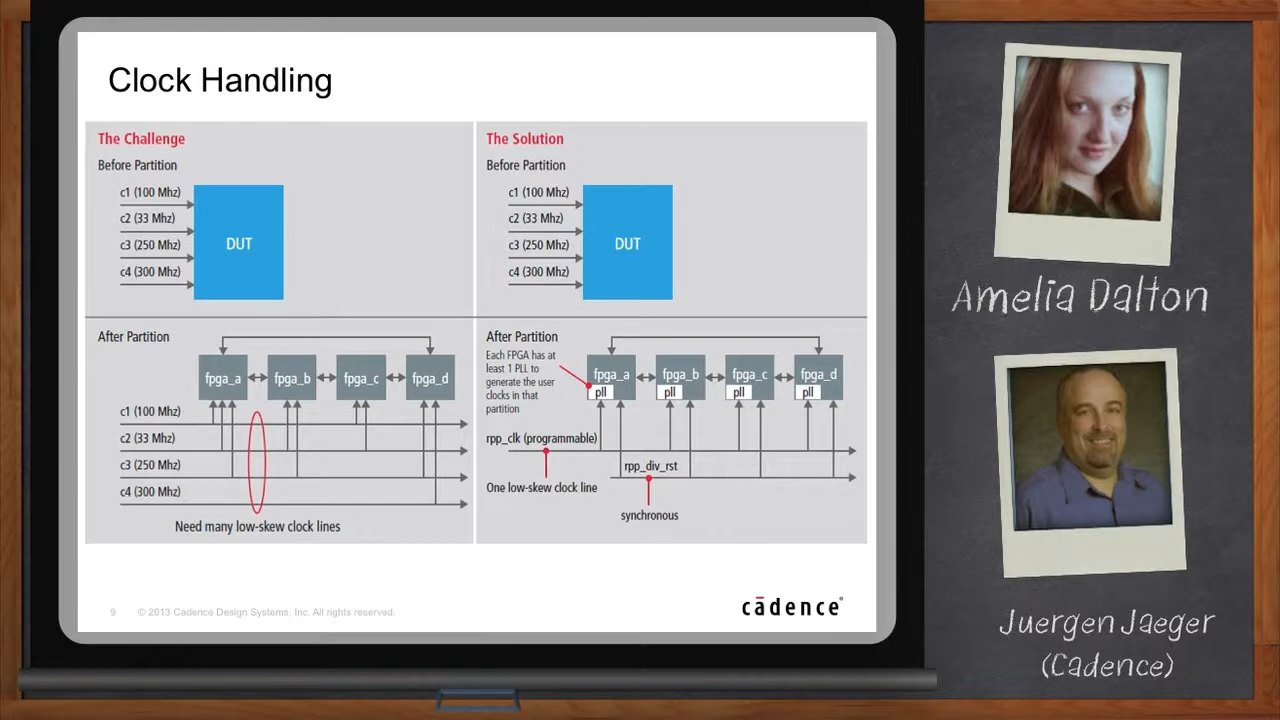 Clock Handling
The Challenge
Before Partition
c1 (100 Mhz)
c2 (33 Mhz)
c3 (250 Mhz)
c4 (300 Mhz)
DUT
After Partition
fpga_a
fpga_b
fpga_c
fpga_d
c1 (100 Mhz)
c2 (33 Mhz)
c3 (250 Mhz)
c4 (300 Mhz)
Need many low-skew clock lines
The Solution
Before Partition
c1 (100 Mhz)
c2 (33 Mhz)
c3 (250 Mhz)
c4 (300 Mhz)
DUT
After Partition
Each FPGA has at
least 1 PLL to
generate the user
clocks in that
partition
fpga_a
pll
fpga_b
pll
fpga_c
pll
fpga_d
pll
rpp_clk (programmable)
rpp_div_rst
One low-skew clock line
synchronous
9 © 2013 Cadence Design Systems, Inc. All rights reserved.
cādence®
Amelia Dalton
Juergen Jaeger
(Cadence)